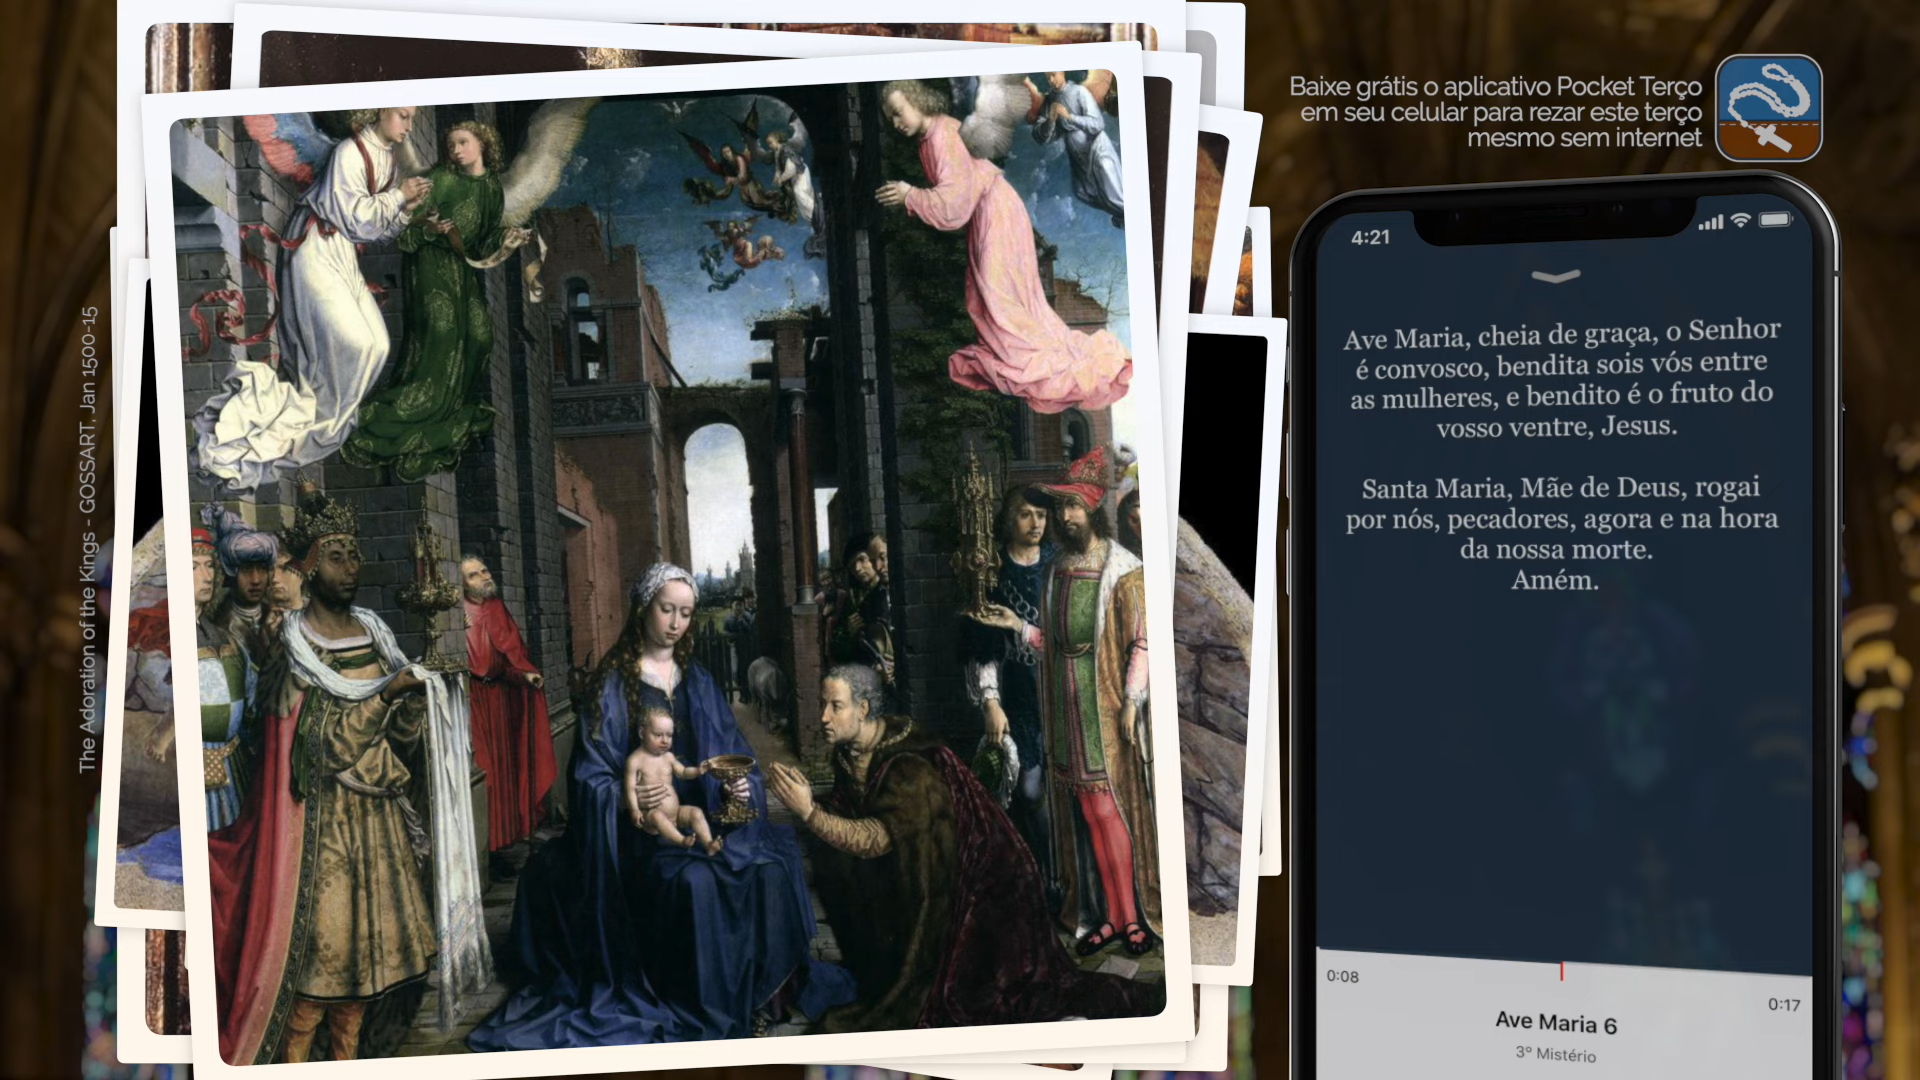 The Adoration of the Kings - GOSSART, Jan 1500-15
Baixe grátis o aplicativo Pocket Terço
em seu celular para rezar este terço
mesmo sem internet
4:21
Ave Maria, cheia de graça, o Senhor
é convosco, bendita sois vós entre
as mulheres, e bendito é o fruto do
vosso ventre, Jesus.
Santa Maria, Mãe de Deus, rogai
por nós, pecadores, agora e na hora
da nossa morte.
Amém.
0:08
0:17
Ave Maria 6
3º Mistério